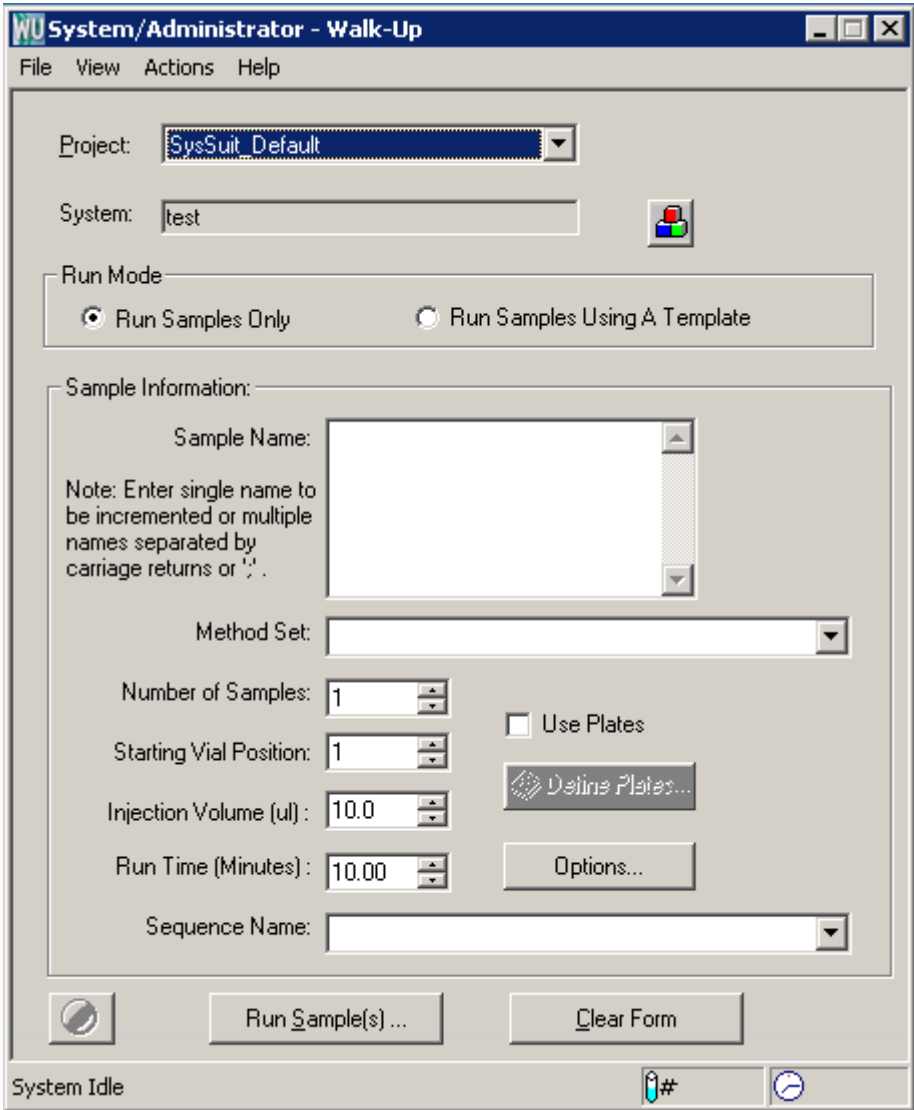 WU System/Administrator - Walk-Up
File View Actions Help
Project: SysSuit_Default
System: test
Run Mode
Run Samples Only Run Samples Using A Template
Sample Information:
Sample Name:
Note: Enter single name to
be incremented or multiple
names separated by
carriage returns or ';' .
Method Set:
Number of Samples: 1
Use Plates
Starting Vial Position: 1
Define Plates...
Injection Volume (ul) : 10.0
Run Time (Minutes) : 10.00 Options...
Sequence Name:
Run Sample(s) ... Clear Form
System Idle #